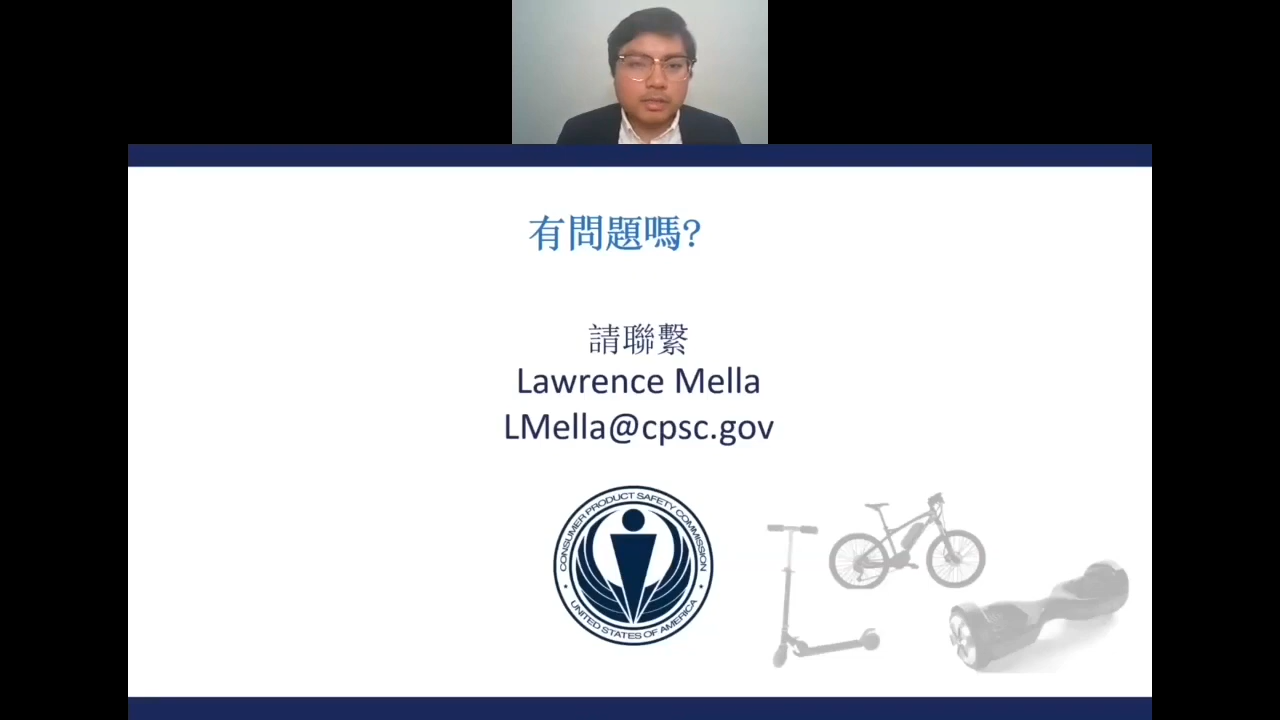 有問題嗎?
請聯繫
Lawrence Mella
LMella@cpsc.gov
CONSUMER PRODUCT SAFETY COMMISSION
UNITED STATES OF AMERICA